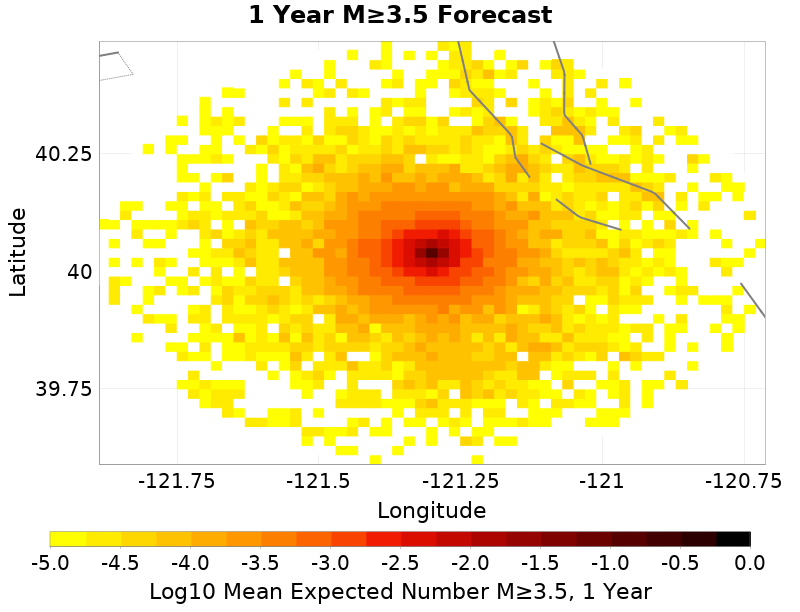 1 Year M≥3.5 Forecast
40.25
40
39.75
Latitude
-121.75 -121.5 -121.25 -121 -120.75
Longitude
-5.0 -4.5 -4.0 -3.5 -3.0 -2.5 -2.0 -1.5 -1.0 -0.5 0.0
Log10 Mean Expected Number M≥3.5, 1 Year